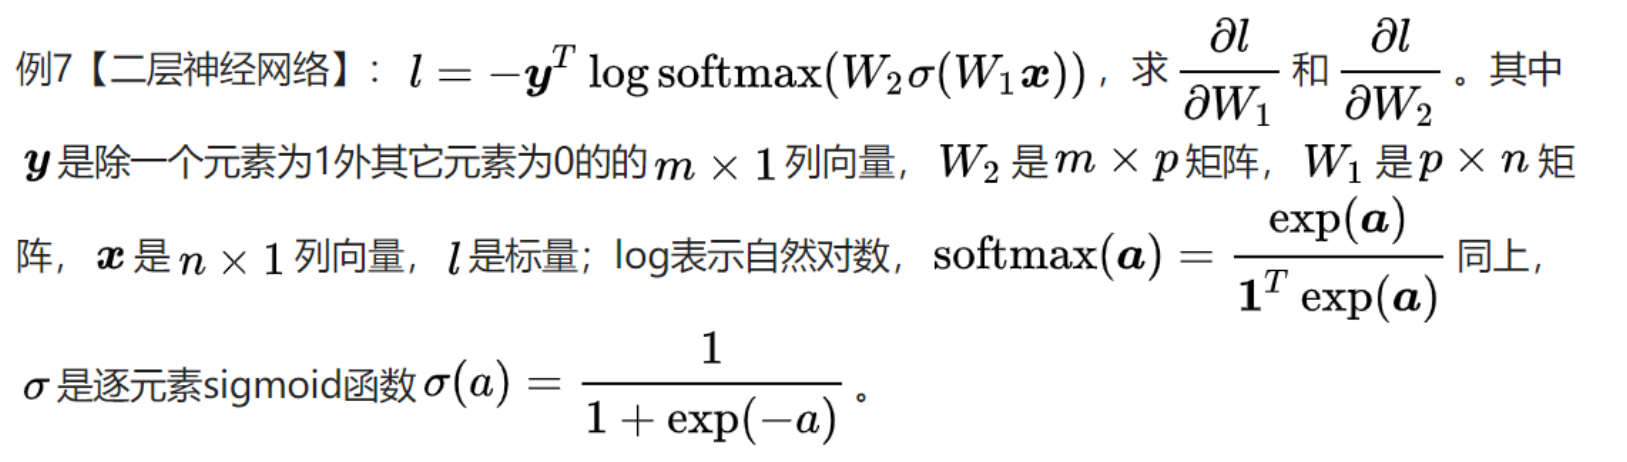 例7【二层神经网络】：$l = -\boldsymbol{y}^T \log \operatorname{softmax}(W_2\sigma(W_1\boldsymbol{x}))$，求 $\frac{\partial l}{\partial W_1}$ 和 $\frac{\partial l}{\partial W_2}$ 。其中
$\boldsymbol{y}$ 是除一个元素为1外其它元素为0的的 $m \times 1$ 列向量， $W_2$ 是 $m \times p$ 矩阵， $W_1$ 是 $p \times n$ 矩
阵， $\boldsymbol{x}$ 是 $n \times 1$ 列向量， $l$ 是标量；log表示自然对数， $\operatorname{softmax}(\boldsymbol{a}) = \frac{\exp(\boldsymbol{a})}{\boldsymbol{1}^T \exp(\boldsymbol{a})}$ 同上，
$\sigma$ 是逐元素sigmoid函数 $\sigma(a) = \frac{1}{1 + \exp(-a)}$ 。